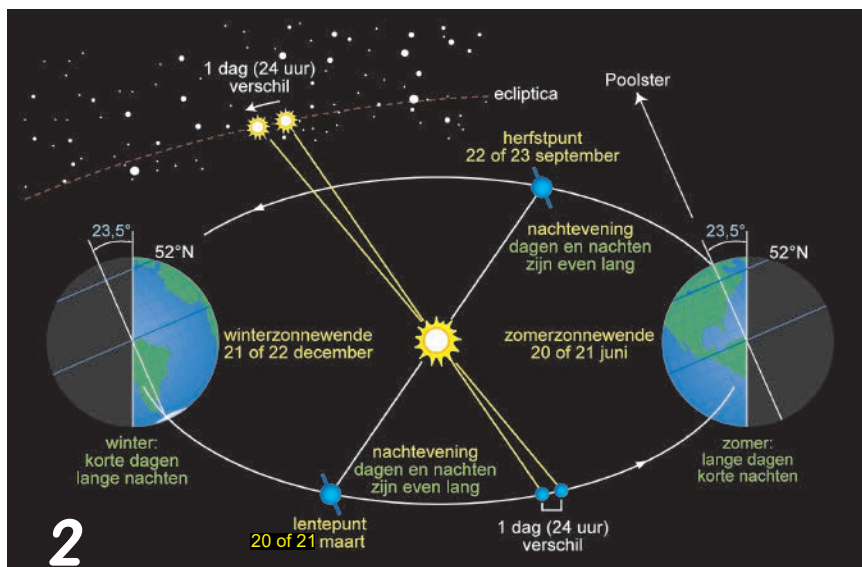 1 dag (24 uur)
verschil
ecliptica
Poolster
herfstpunt
22 of 23 september
23,5°
52°N
nachtevening
dagen en nachten
zijn even lang
23,5°
52°N
winterzonnewende
21 of 22 december
zomerzonnewende
20 of 21 juni
winter:
korte dagen
lange nachten
nachtevening
dagen en nachten
zijn even lang
zomer:
lange dagen
korte nachten
lentepunt
20 of 21 maart
1 dag (24 uur)
verschil
2